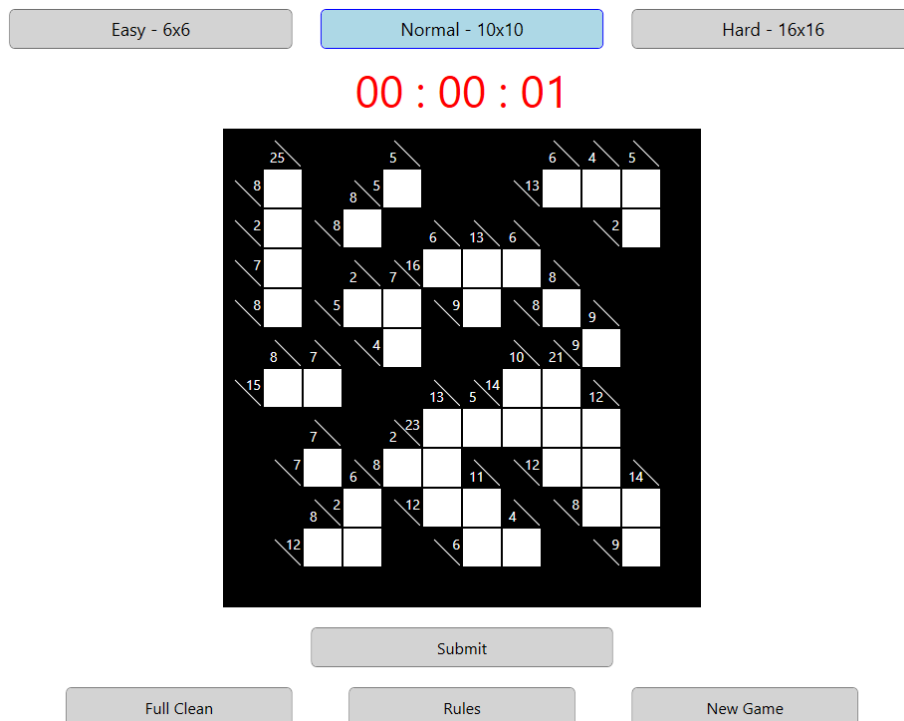 Easy - 6x6 Normal - 10x10 Hard - 16x16
00 : 00 : 01
25 5 6 4 5
8 8 5 13
2 8 6 13 6 2
7 2 7 16 8
8 5 9 8 9
8 7 4 10 21 9
15 13 5 14 12
7 2 23
7 6 8 11 12 14
8 2 12 4 8
12 6 9
Submit
Full Clean Rules New Game